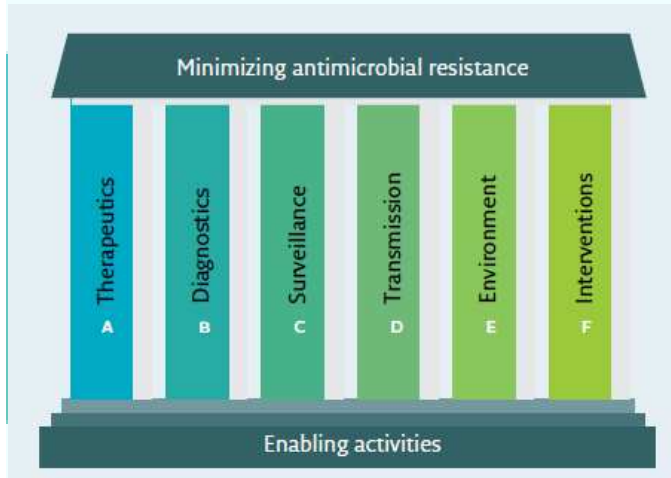 Minimizing antimicrobial resistance
Therapeutics
A
Diagnostics
B
Surveillance
C
Transmission
D
Environment
E
Interventions
F
Enabling activities